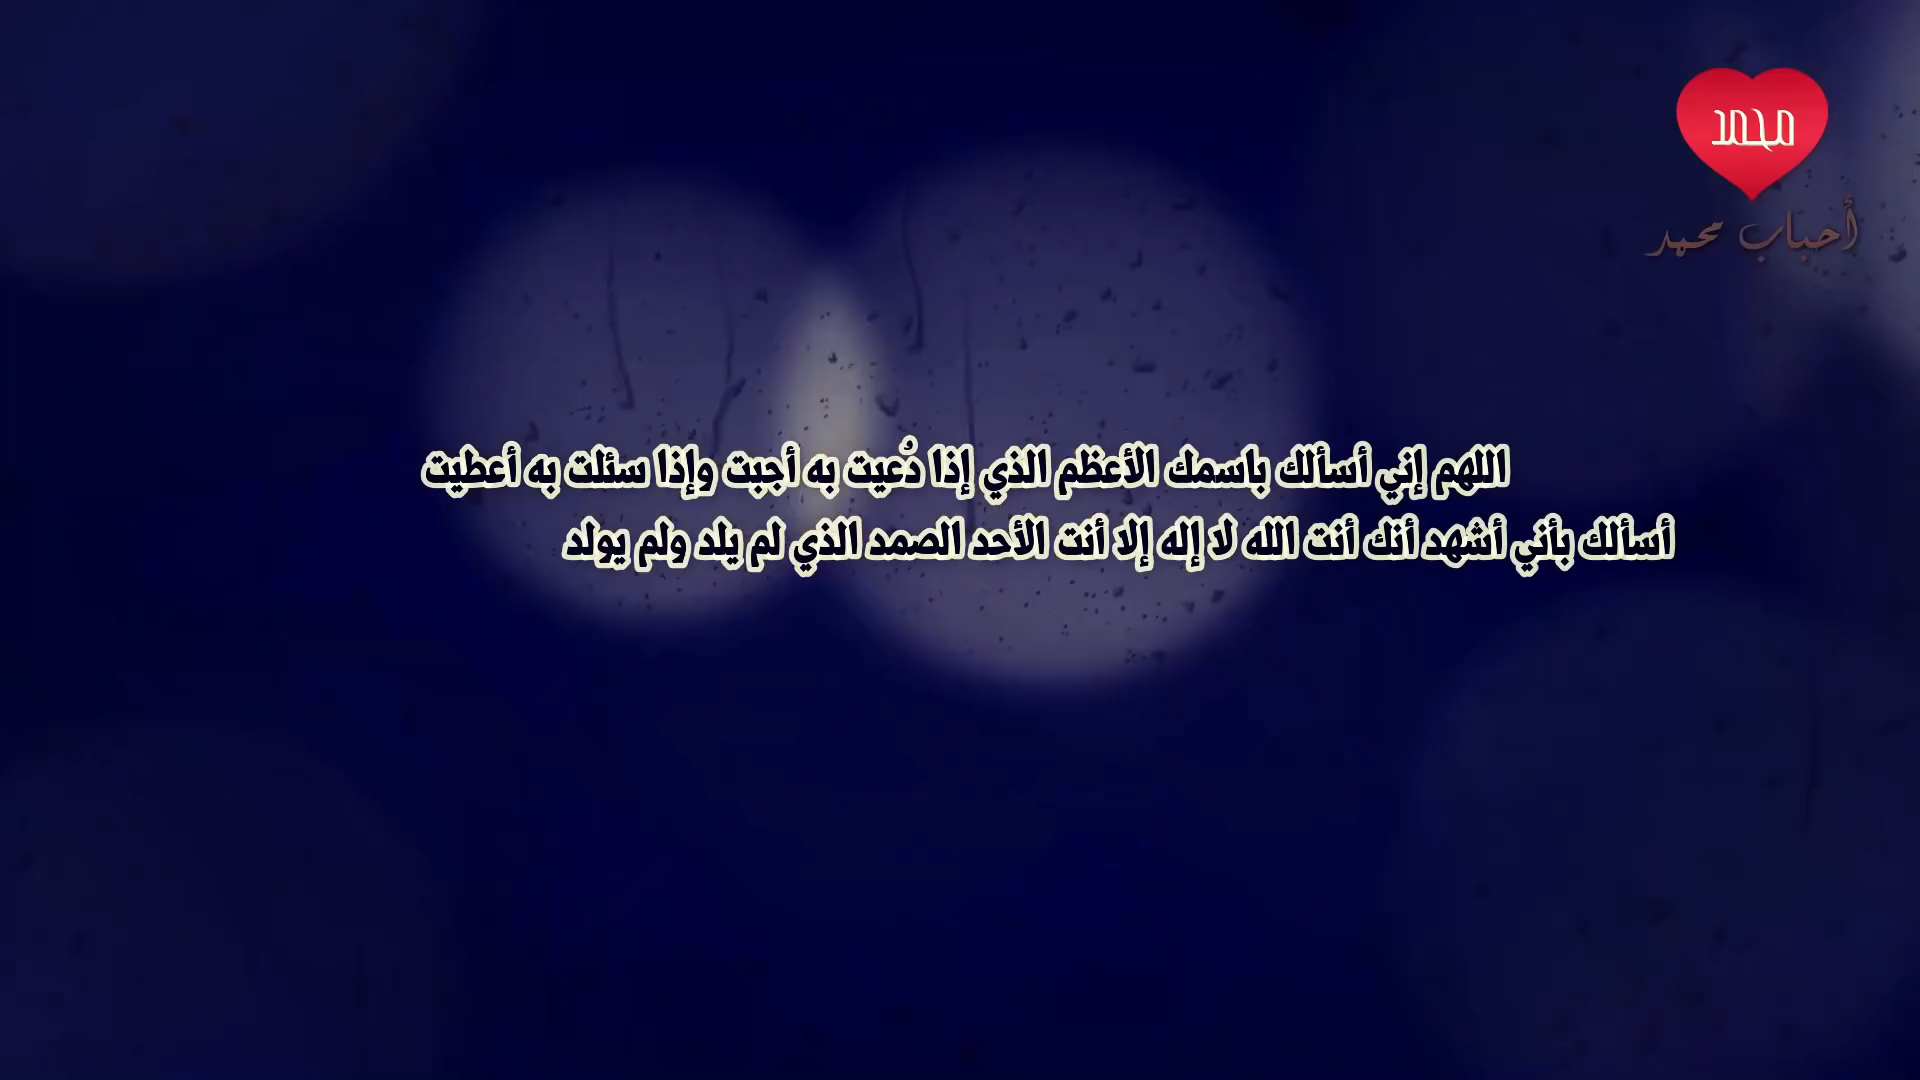 محمد
أحباب محمد
اللهم إني أسألك باسمك الأعظم الذي إذا دُعيت به أجبت وإذا سئلت به أعطيت
أسألك بأني أشهد أنك أنت الله لا إله إلا أنت الأحد الصمد الذي لم يلد ولم يولد